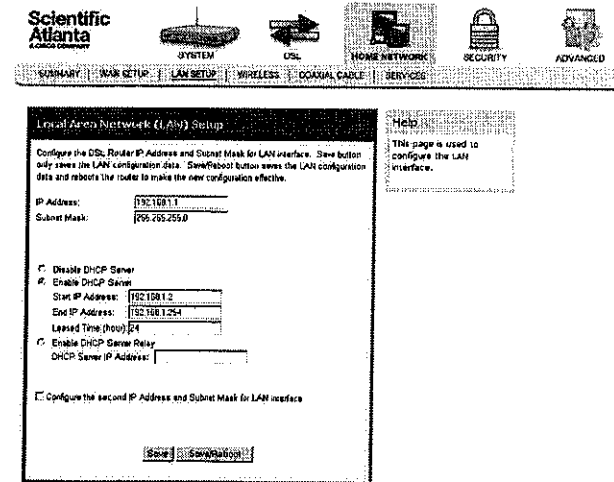 Scientific
Atlanta
A CISCO COMPANY
SYSTEM
DSL
HOME NETWORK
SECURITY
ADVANCED
SUMMARY | WAN SETUP | LAN SETUP | WIRELESS | COAXIAL CABLE | SERVICES
Local Area Network (LAN) Setup
Configure the DSL Router IP Address and Subnet Mask for LAN interface. Save button
only saves the LAN configuration data. Save/Reboot button saves the LAN configuration
data and reboots the router to make the new configuration effective.
IP Address: 192.168.1.1
Subnet Mask: 255.255.255.0
Disable DHCP Server
Enable DHCP Server
Start IP Address: 192.168.1.2
End IP Address: 192.168.1.254
Leased Time (hour): 24
Enable DHCP Server Relay
DHCP Server IP Address:
Configure the second IP Address and Subnet Mask for LAN interface
Save Save/Reboot
Help
This page is used to
configure the LAN
interface.